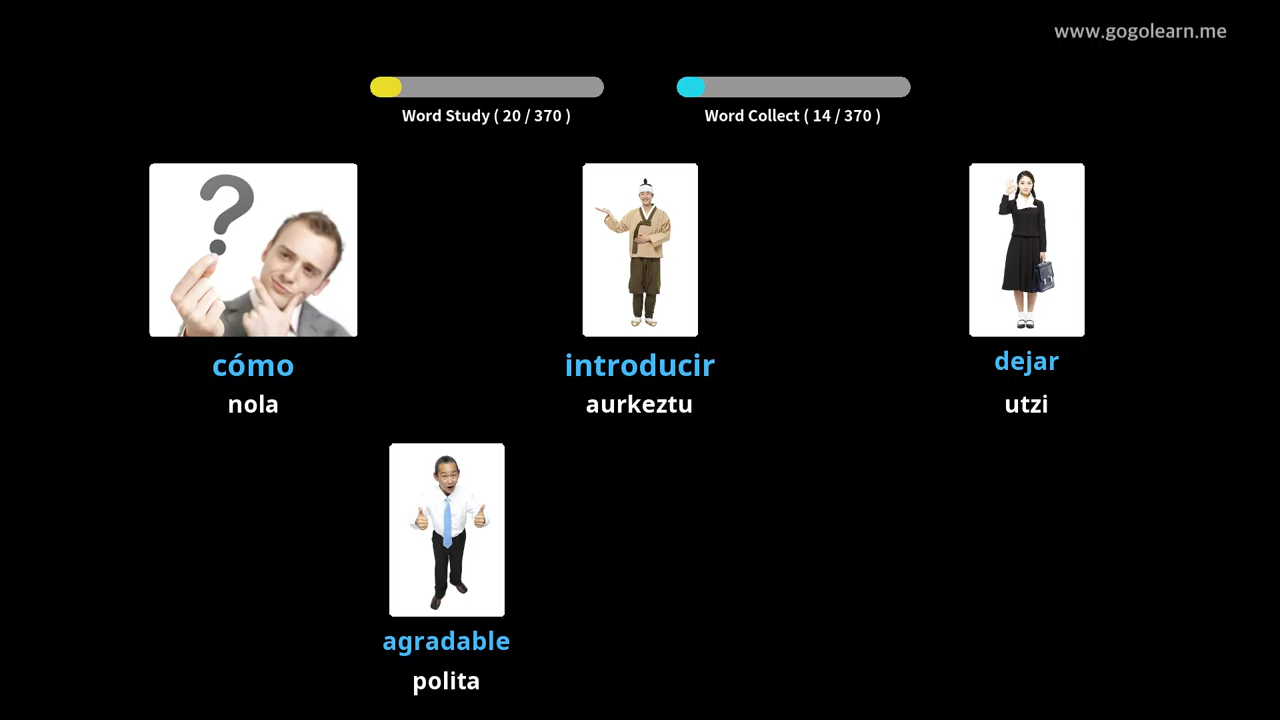 www.gogolearn.me
Word Study ( 20 / 370 )
Word Collect ( 14 / 370 )
cómo
nola
introducir
aurkeztu
dejar
utzi
agradable
polita